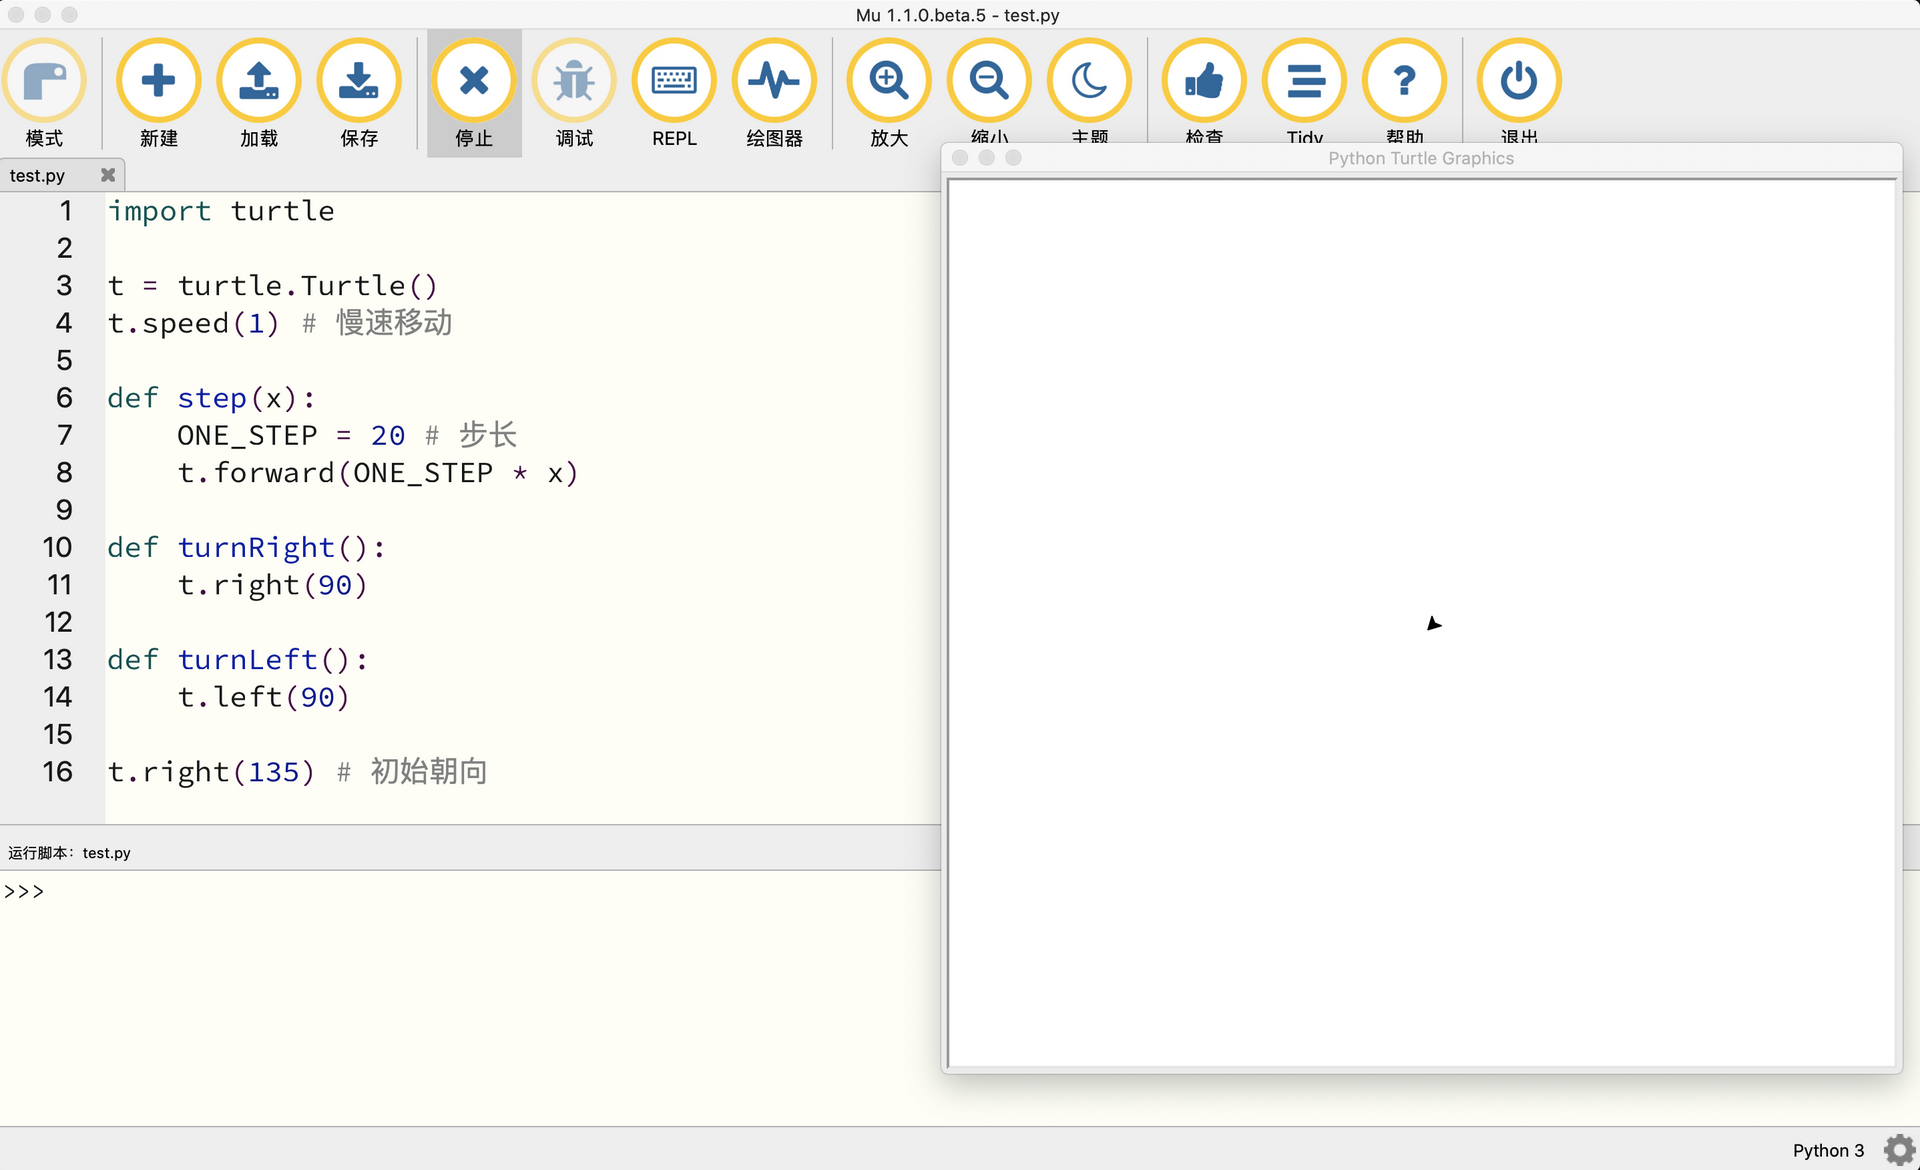 Mu 1.1.0.beta.5 - test.py
模式 新建 加载 保存 停止 调试 REPL 绘图器 放大 缩小 主题 检查 Tidy 帮助 退出
test.py
Python Turtle Graphics
1 import turtle
2
3 t = turtle.Turtle()
4 t.speed(1) # 慢速移动
5
6 def step(x):
7     ONE_STEP = 20 # 步长
8     t.forward(ONE_STEP * x)
9
10 def turnRight():
11     t.right(90)
12
13 def turnLeft():
14     t.left(90)
15
16 t.right(135) # 初始朝向
运行脚本：test.py
>>>
Python 3